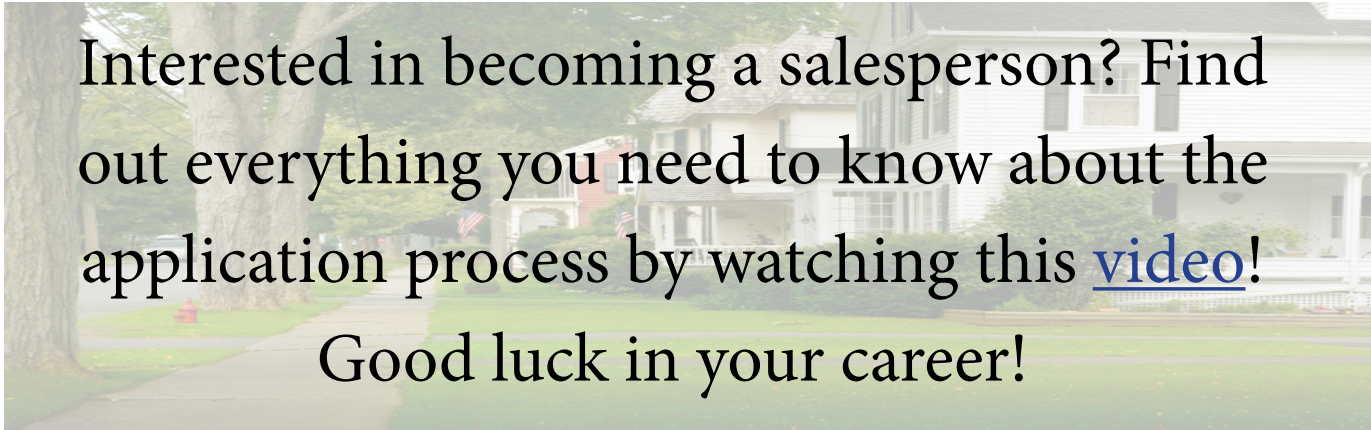 Interested in becoming a salesperson? Find
out everything you need to know about the
application process by watching this video!
Good luck in your career!